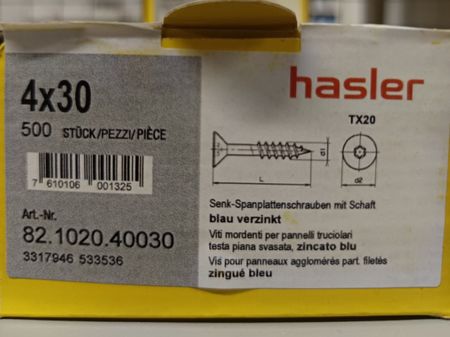 4x30
500 STÜCK/PEZZI/PIÈCE
7 610106 001325
Art.-Nr.
82.1020.40030
3317946 533536
hasler
TX20
L
d1
d2
Senk-Spanplattenschrauben mit Schaft
blau verzinkt
Viti mordenti per pannelli truciolari
testa piana svasata, zincato blu
Vis pour panneaux agglomérés part. filetés
zingué bleu